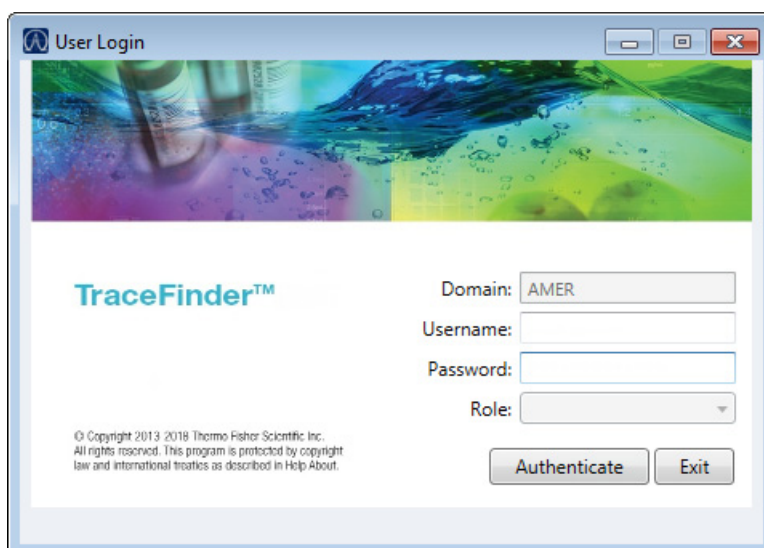 User Login
TraceFinder™
Domain: AMER
Username:
Password:
Role:
© Copyright 2013-2018 Thermo Fisher Scientific Inc.
All rights reserved. This program is protected by copyright
law and international treaties as described in Help About.
Authenticate Exit